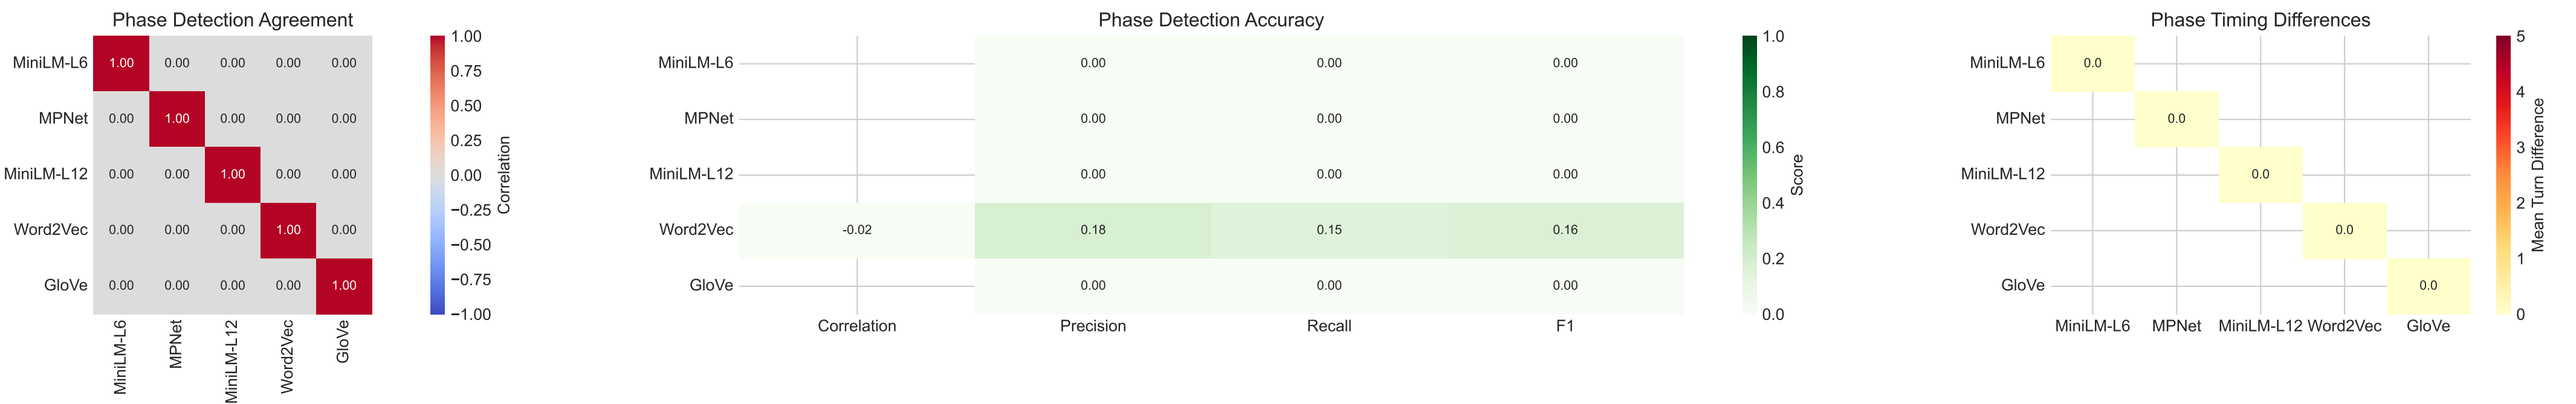 Phase Detection Agreement
MiniLM-L6 1.00 0.00 0.00 0.00 0.00
MPNet 0.00 1.00 0.00 0.00 0.00
MiniLM-L12 0.00 0.00 1.00 0.00 0.00
Word2Vec 0.00 0.00 0.00 1.00 0.00
GloVe 0.00 0.00 0.00 0.00 1.00
MiniLM-L6 MPNet MiniLM-L12 Word2Vec GloVe
1.00
0.75
0.50
0.25
0.00
−0.25
−0.50
−0.75
−1.00
Correlation
Phase Detection Accuracy
MiniLM-L6 0.00 0.00 0.00
MPNet 0.00 0.00 0.00
MiniLM-L12 0.00 0.00 0.00
Word2Vec -0.02 0.18 0.15 0.16
GloVe 0.00 0.00 0.00
Correlation Precision Recall F1
1.0
0.8
0.6
0.4
0.2
0.0
Score
Phase Timing Differences
MiniLM-L6 0.0
MPNet 0.0
MiniLM-L12 0.0
Word2Vec 0.0
GloVe 0.0
MiniLM-L6 MPNet MiniLM-L12 Word2Vec GloVe
5
4
3
2
1
0
Mean Turn Difference